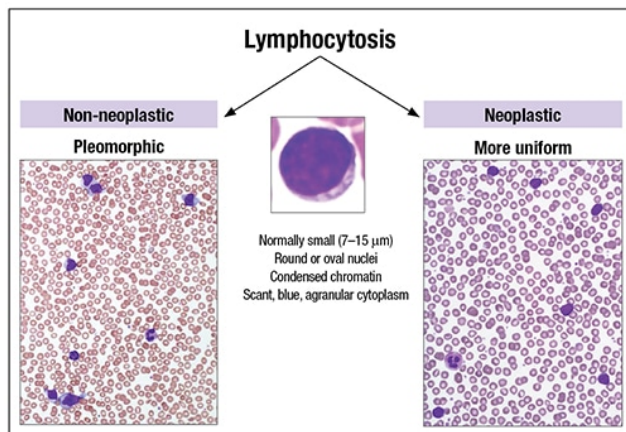 Lymphocytosis
Non-neoplastic
Pleomorphic
Normally small (7–15 µm)
Round or oval nuclei
Condensed chromatin
Scant, blue, agranular cytoplasm
Neoplastic
More uniform